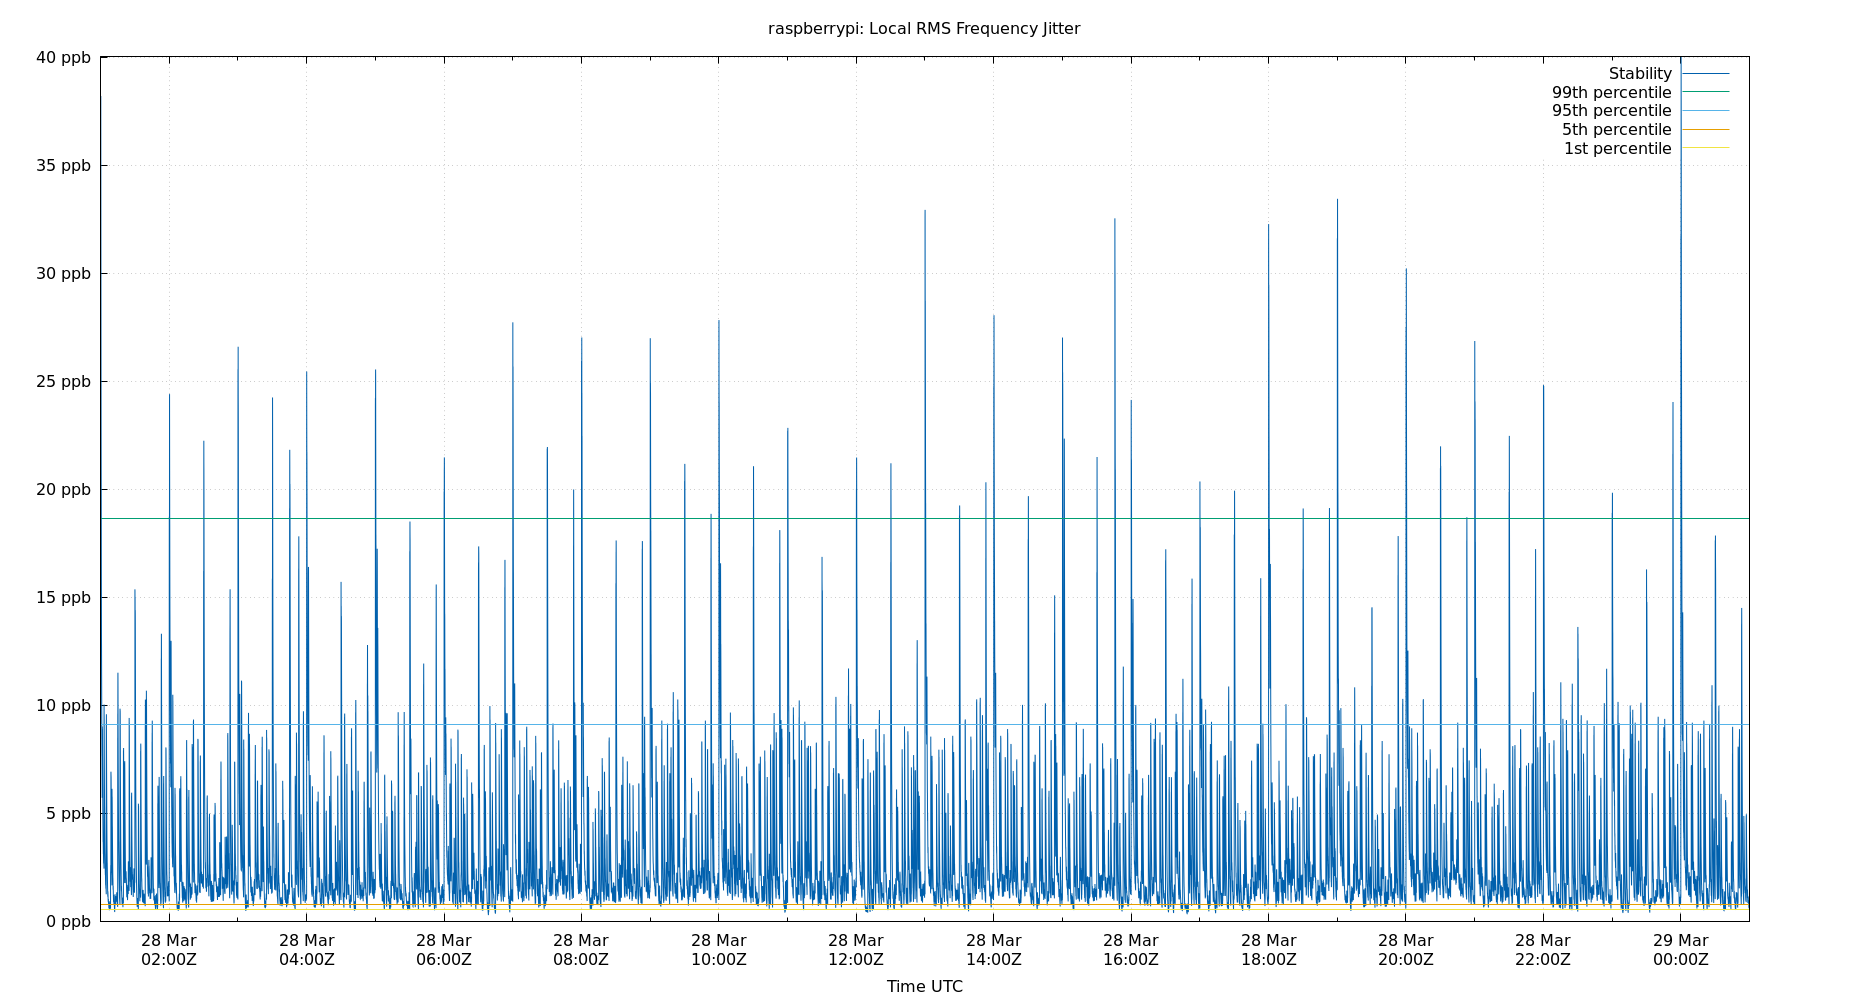 raspberrypi: Local RMS Frequency Jitter
40 ppb
35 ppb
30 ppb
25 ppb
20 ppb
15 ppb
10 ppb
5 ppb
0 ppb
Stability
99th percentile
95th percentile
5th percentile
1st percentile
28 Mar 28 Mar 28 Mar 28 Mar 28 Mar 28 Mar 28 Mar 28 Mar 28 Mar 28 Mar 28 Mar 29 Mar
02:00Z 04:00Z 06:00Z 08:00Z 10:00Z 12:00Z 14:00Z 16:00Z 18:00Z 20:00Z 22:00Z 00:00Z
Time UTC